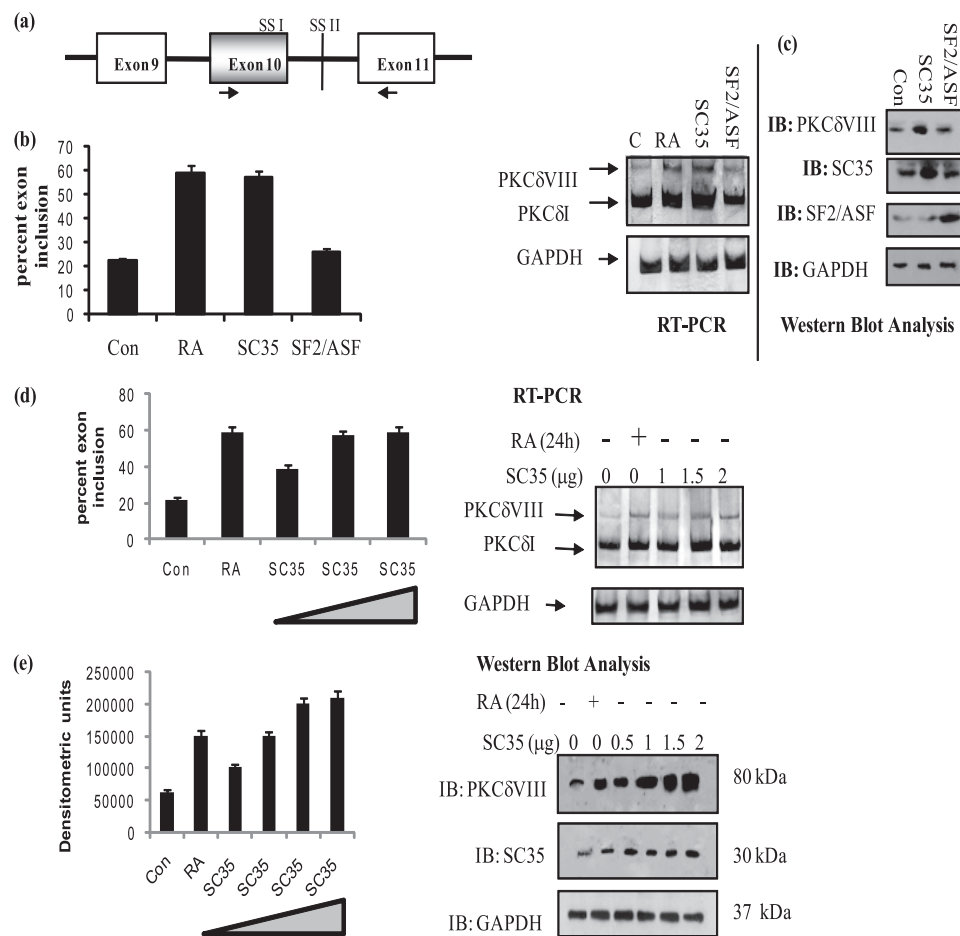 (a)
SS I SS II
Exon 9 Exon 10 Exon 11
(b)
percent exon
inclusion
70
60
50
40
30
20
10
0
Con RA SC35 SF2/ASF
C RA SC35 SF2/ASF
PKCδVIII
PKCδI
GAPDH
RT-PCR
(c)
Con SC35 SF2/ASF
IB: PKCδVIII
IB: SC35
IB: SF2/ASF
IB: GAPDH
Western Blot Analysis
(d)
percent exon
inclusion
80
60
40
20
0
Con RA SC35 SC35 SC35
RT-PCR
RA (24h) - + - - -
SC35 (µg) 0 0 1 1.5 2
PKCδVIII
PKCδI
GAPDH
(e)
Densitometric units
250000
200000
150000
100000
50000
0
Con RA SC35 SC35 SC35 SC35
Western Blot Analysis
RA (24h) - + - - - -
SC35 (µg) 0 0 0.5 1 1.5 2
IB: PKCδVIII 80 kDa
IB: SC35 30 kDa
IB: GAPDH 37 kDa